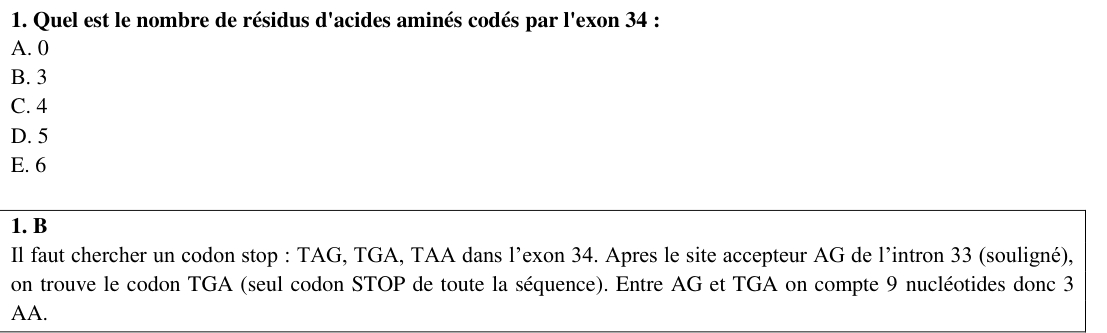 1. Quel est le nombre de résidus d'acides aminés codés par l'exon 34 :
A. 0
B. 3
C. 4
D. 5
E. 6
1. B
Il faut chercher un codon stop : TAG, TGA, TAA dans l’exon 34. Apres le site accepteur AG de l’intron 33 (souligné),
on trouve le codon TGA (seul codon STOP de toute la séquence). Entre AG et TGA on compte 9 nucléotides donc 3
AA.